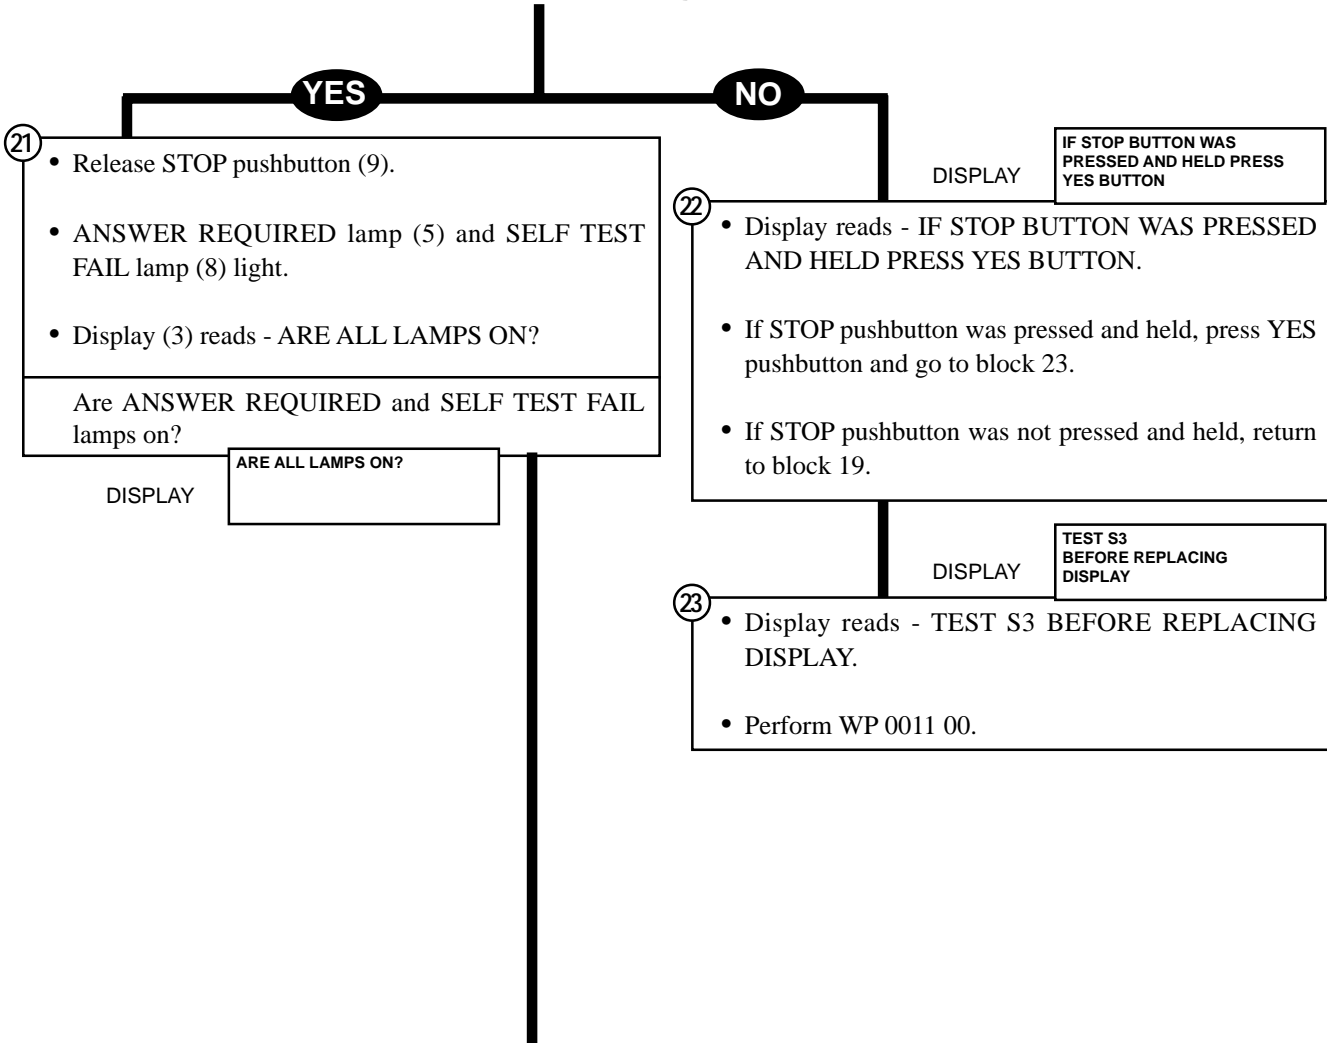 YES
NO
21
• Release STOP pushbutton (9).
• ANSWER REQUIRED lamp (5) and SELF TEST
FAIL lamp (8) light.
• Display (3) reads - ARE ALL LAMPS ON?
Are ANSWER REQUIRED and SELF TEST FAIL
lamps on?
DISPLAY
ARE ALL LAMPS ON?
DISPLAY
IF STOP BUTTON WAS
PRESSED AND HELD PRESS
YES BUTTON
22
• Display reads - IF STOP BUTTON WAS PRESSED
AND HELD PRESS YES BUTTON.
• If STOP pushbutton was pressed and held, press YES
pushbutton and go to block 23.
• If STOP pushbutton was not pressed and held, return
to block 19.
DISPLAY
TEST S3
BEFORE REPLACING
DISPLAY
23
• Display reads - TEST S3 BEFORE REPLACING
DISPLAY.
• Perform WP 0011 00.